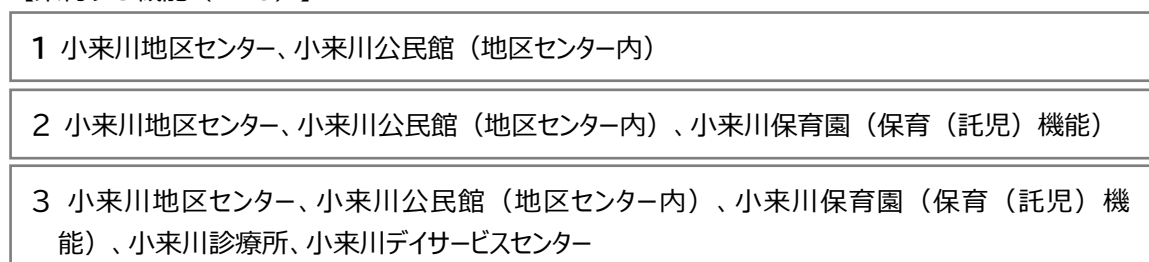 1 小来川地区センター、小来川公民館（地区センター内）
2 小来川地区センター、小来川公民館（地区センター内）、小来川保育園（保育（託児）機能）
3 小来川地区センター、小来川公民館（地区センター内）、小来川保育園（保育（託児）機
能）、小来川診療所、小来川デイサービスセンター